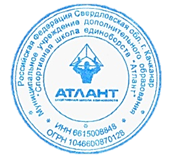 Российская Федерация Свердловская обл. г. Качканар
Муниципальное учреждение дополнительного образования
"Спортивная школа единоборств "Атлант"
АТЛАНТ
СПОРТИВНАЯ ШКОЛА ЕДИНОБОРСТВ
ИНН 6615008848
ОГРН 1046600870128